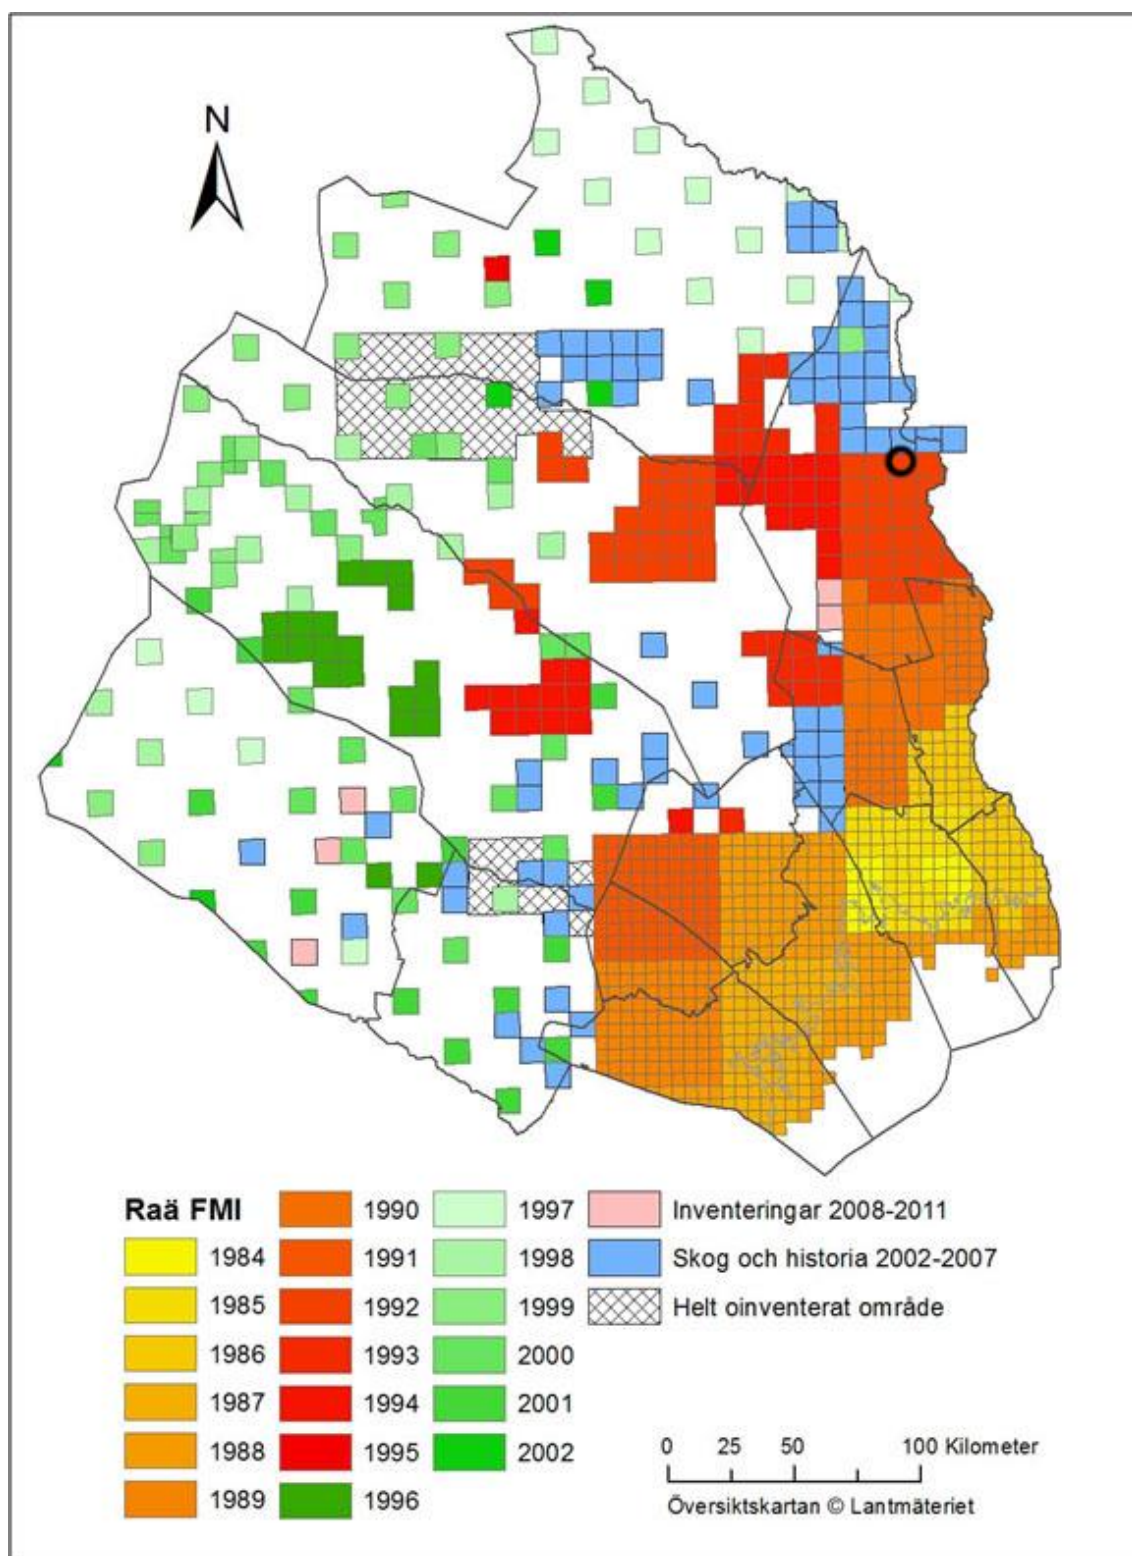 N
Raä FMI
1984
1985
1986
1987
1988
1989
1990
1991
1992
1993
1994
1995
1996
1997
1998
1999
2000
2001
2002
Inventeringar 2008-2011
Skog och historia 2002-2007
Helt oinventerat område
0 25 50 100 Kilometer
Översiktskartan © Lantmäteriet